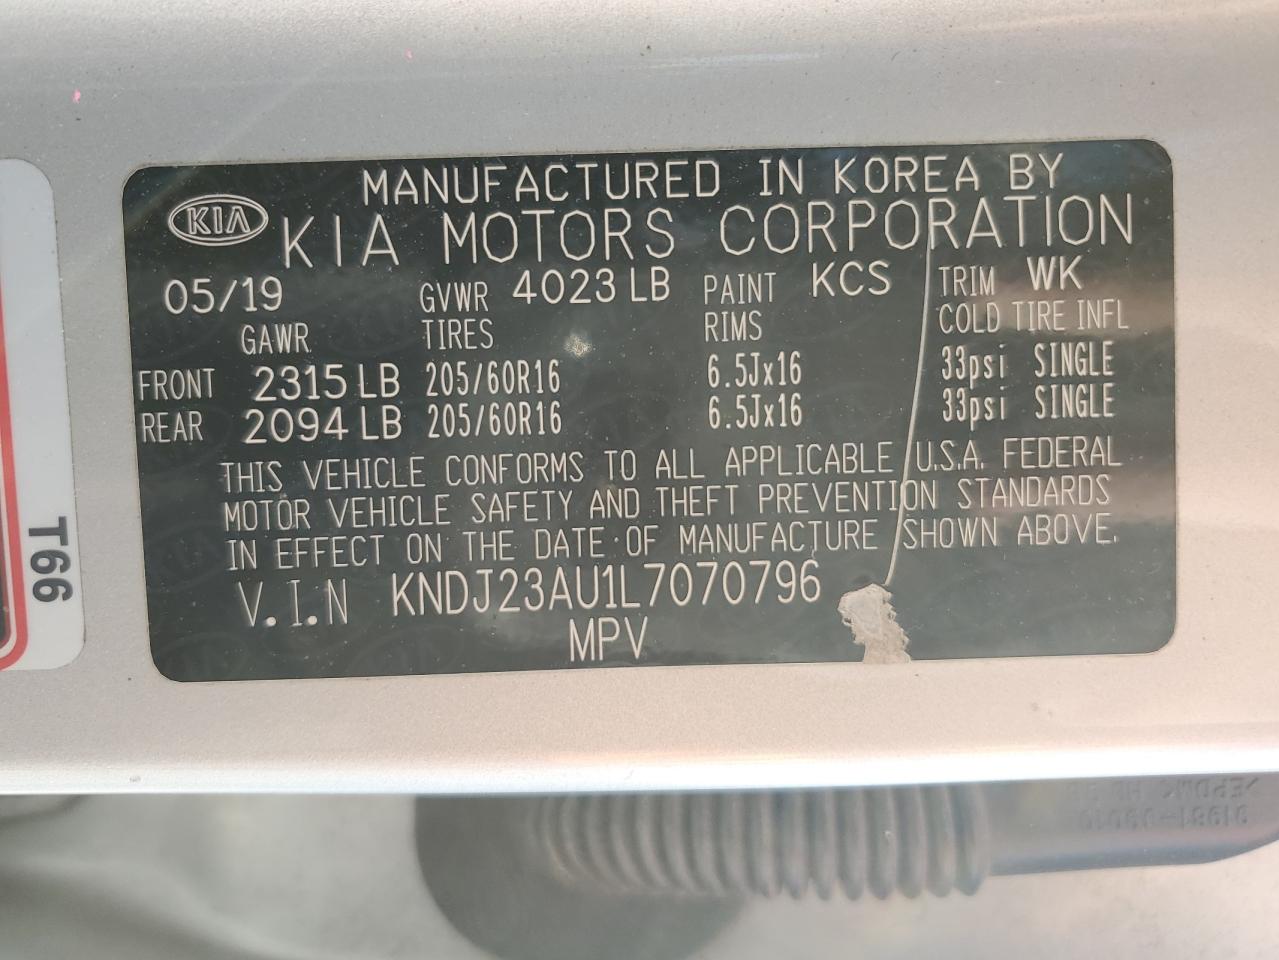 MANUFACTURED IN KOREA BY
KIA KIA MOTORS CORPORATION
05/19 GVWR 4023 LB PAINT KCS TRIM WK
GAWR TIRES RIMS COLD TIRE INFL
FRONT 2315 LB 205/60R16 6.5Jx16 33psi SINGLE
REAR 2094 LB 205/60R16 6.5Jx16 33psi SINGLE
THIS VEHICLE CONFORMS TO ALL APPLICABLE U.S.A. FEDERAL
MOTOR VEHICLE SAFETY AND THEFT PREVENTION STANDARDS
IN EFFECT ON THE DATE OF MANUFACTURE SHOWN ABOVE.
V.I.N KNDJ23AU1L7070796
MPV
T66
>EPDM<